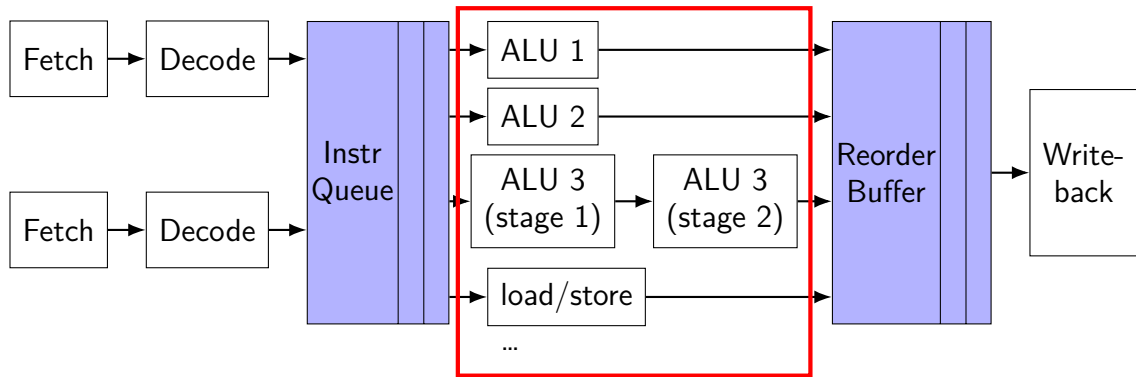 Fetch
Decode
Fetch
Decode
Instr
Queue
ALU 1
ALU 2
ALU 3
(stage 1)
ALU 3
(stage 2)
load/store
...
Reorder
Buffer
Write-
back